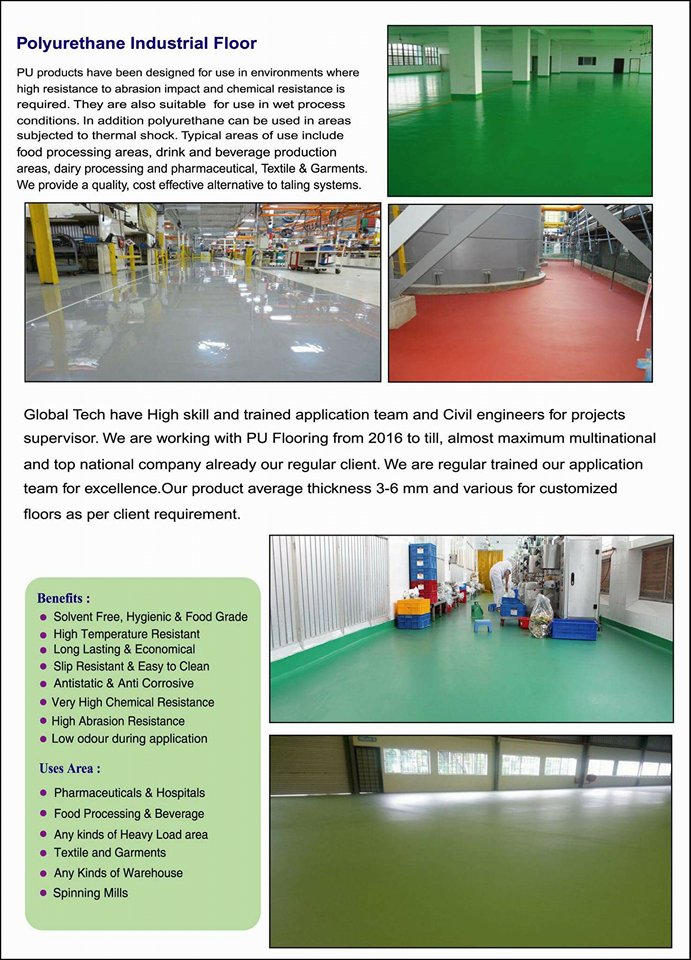 Polyurethane Industrial Floor
PU products have been designed for use in environments where
high resistance to abrasion impact and chemical resistance is
required. They are also suitable for use in wet process
conditions. In addition polyurethane can be used in areas
subjected to thermal shock. Typical areas of use include
food processing areas, drink and beverage production
areas, dairy processing and pharmaceutical, Textile & Garments.
We provide a quality, cost effective alternative to taling systems.
Global Tech have High skill and trained application team and Civil engineers for projects
supervisor. We are working with PU Flooring from 2016 to till, almost maximum multinational
and top national company already our regular client. We are regular trained our application
team for excellence.Our product average thickness 3-6 mm and various for customized
floors as per client requirement.
Benefits :
● Solvent Free, Hygienic & Food Grade
● High Temperature Resistant
● Long Lasting & Economical
● Slip Resistant & Easy to Clean
● Antistatic & Anti Corrosive
● Very High Chemical Resistance
● High Abrasion Resistance
● Low odour during application
Uses Area :
● Pharmaceuticals & Hospitals
● Food Processing & Beverage
● Any kinds of Heavy Load area
● Textile and Garments
● Any Kinds of Warehouse
● Spinning Mills